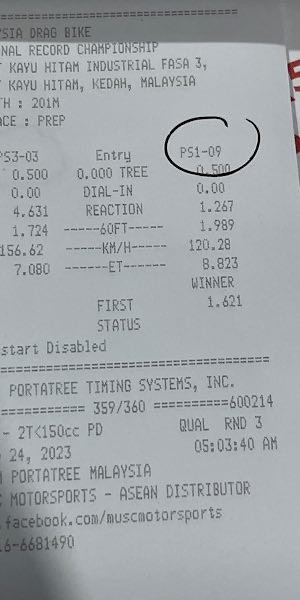 ==============================
YSIA DRAG BIKE
ONAL RECORD CHAMPIONSHIP
T KAYU HITAM INDUSTRIAL FASA 3,
T KAYU HITAM, KEDAH, MALAYSIA
TH : 201M
ACE : PREP
PS3-03 Entry PS1-09
0.500 0.000 TREE 0.500
0.00 DIAL-IN 0.00
4.631 REACTION 1.267
1.724 -----60FT----- 1.989
156.62 -----KM/H----- 120.28
7.080 ------ET------ 8.823
WINNER
FIRST 1.621
STATUS
start Disabled
==================================
PORTATREE TIMING SYSTEMS, INC.
=========== 359/360 ==========600214
- 2T<150cc PD QUAL RND 3
24, 2023 05:03:40 AM
PORTATREE MALAYSIA
MOTORSPORTS - ASEAN DISTRIBUTOR
.facebook.com/muscmotorsports
6-6681490